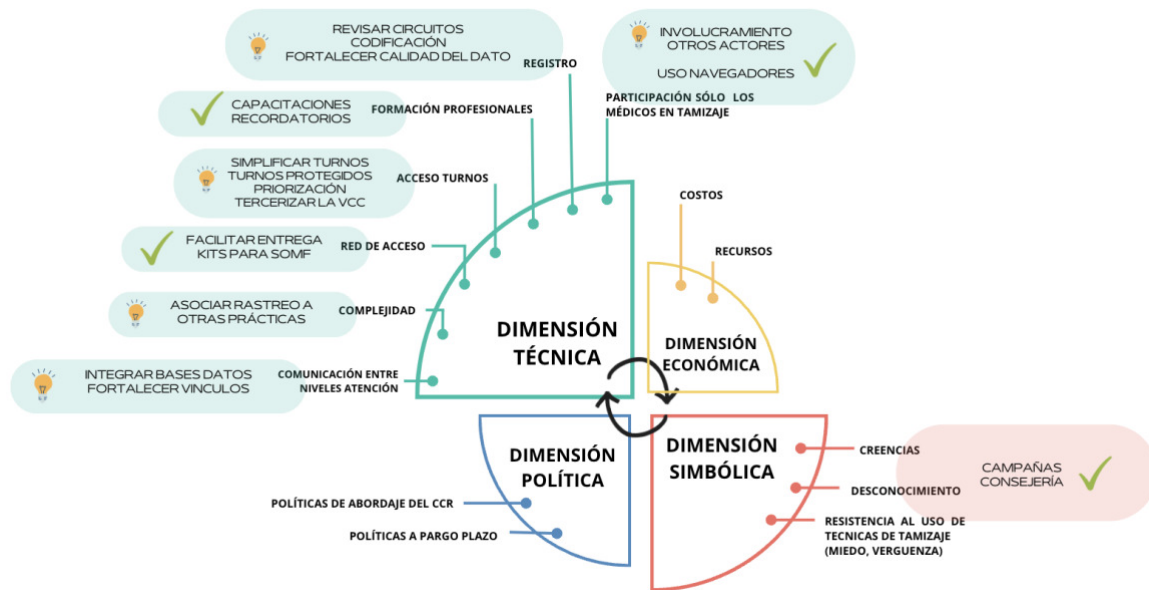 REVISAR CIRCUITOS
CODIFICACIÓN
FORTALECER CALIDAD DEL DATO
REGISTRO
INVOLUCRAMIENTO
OTROS ACTORES
USO NAVEGADORES
PARTICIPACIÓN SÓLO LOS
MÉDICOS EN TAMIZAJE
CAPACITACIONES
RECORDATORIOS
FORMACIÓN PROFESIONALES
SIMPLIFICAR TURNOS
TURNOS PROTEGIDOS
PRIORIZACIÓN
TERCERIZAR LA VCC
ACCESO TURNOS
COSTOS
FACILITAR ENTREGA
KITS PARA SOMF
RED DE ACCESO
RECURSOS
ASOCIAR RASTREO A
OTRAS PRÁCTICAS
COMPLEJIDAD
DIMENSIÓN
TÉCNICA
DIMENSIÓN
ECONÓMICA
INTEGRAR BASES DATOS
FORTALECER VINCULOS
COMUNICACIÓN ENTRE
NIVELES ATENCIÓN
DIMENSIÓN
POLÍTICA
DIMENSIÓN
SIMBÓLICA
CREENCIAS
CAMPAÑAS
CONSEJERÍA
DESCONOCIMIENTO
POLÍTICAS DE ABORDAJE DEL CCR
POLÍTICAS A PARGO PLAZO
RESISTENCIA AL USO DE
TECNICAS DE TAMIZAJE
(MIEDO, VERGUENZA)